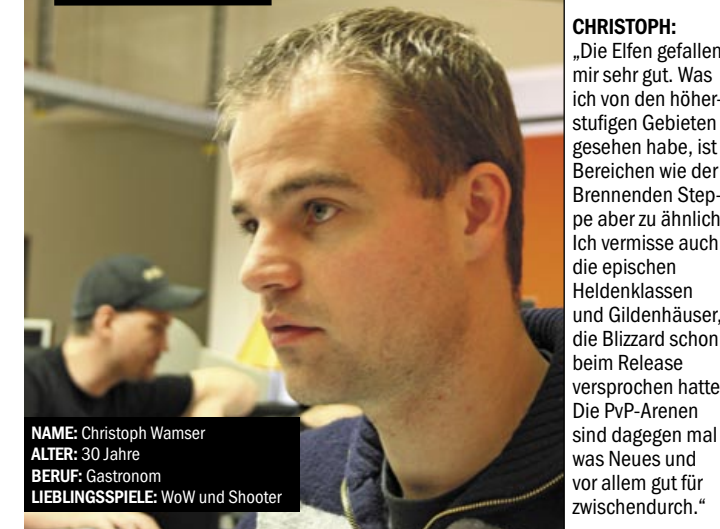 NAME: Christoph Wamser
ALTER: 30 Jahre
BERUF: Gastronom
LIEBLINGSSPIELE: WoW und Shooter
CHRISTOPH:
„Die Elfen gefallen
mir sehr gut. Was
ich von den höher-
stufigen Gebieten
gesehen habe, ist
Bereichen wie der
Brennenden Step-
pe aber zu ähnlich
Ich vermisse auch
die epischen
Heldenklassen
und Gildenhäuser,
die Blizzard schon
beim Release
versprochen hatte
Die PvP-Arenen
sind dagegen mal
was Neues und
vor allem gut für
zwischendurch.“